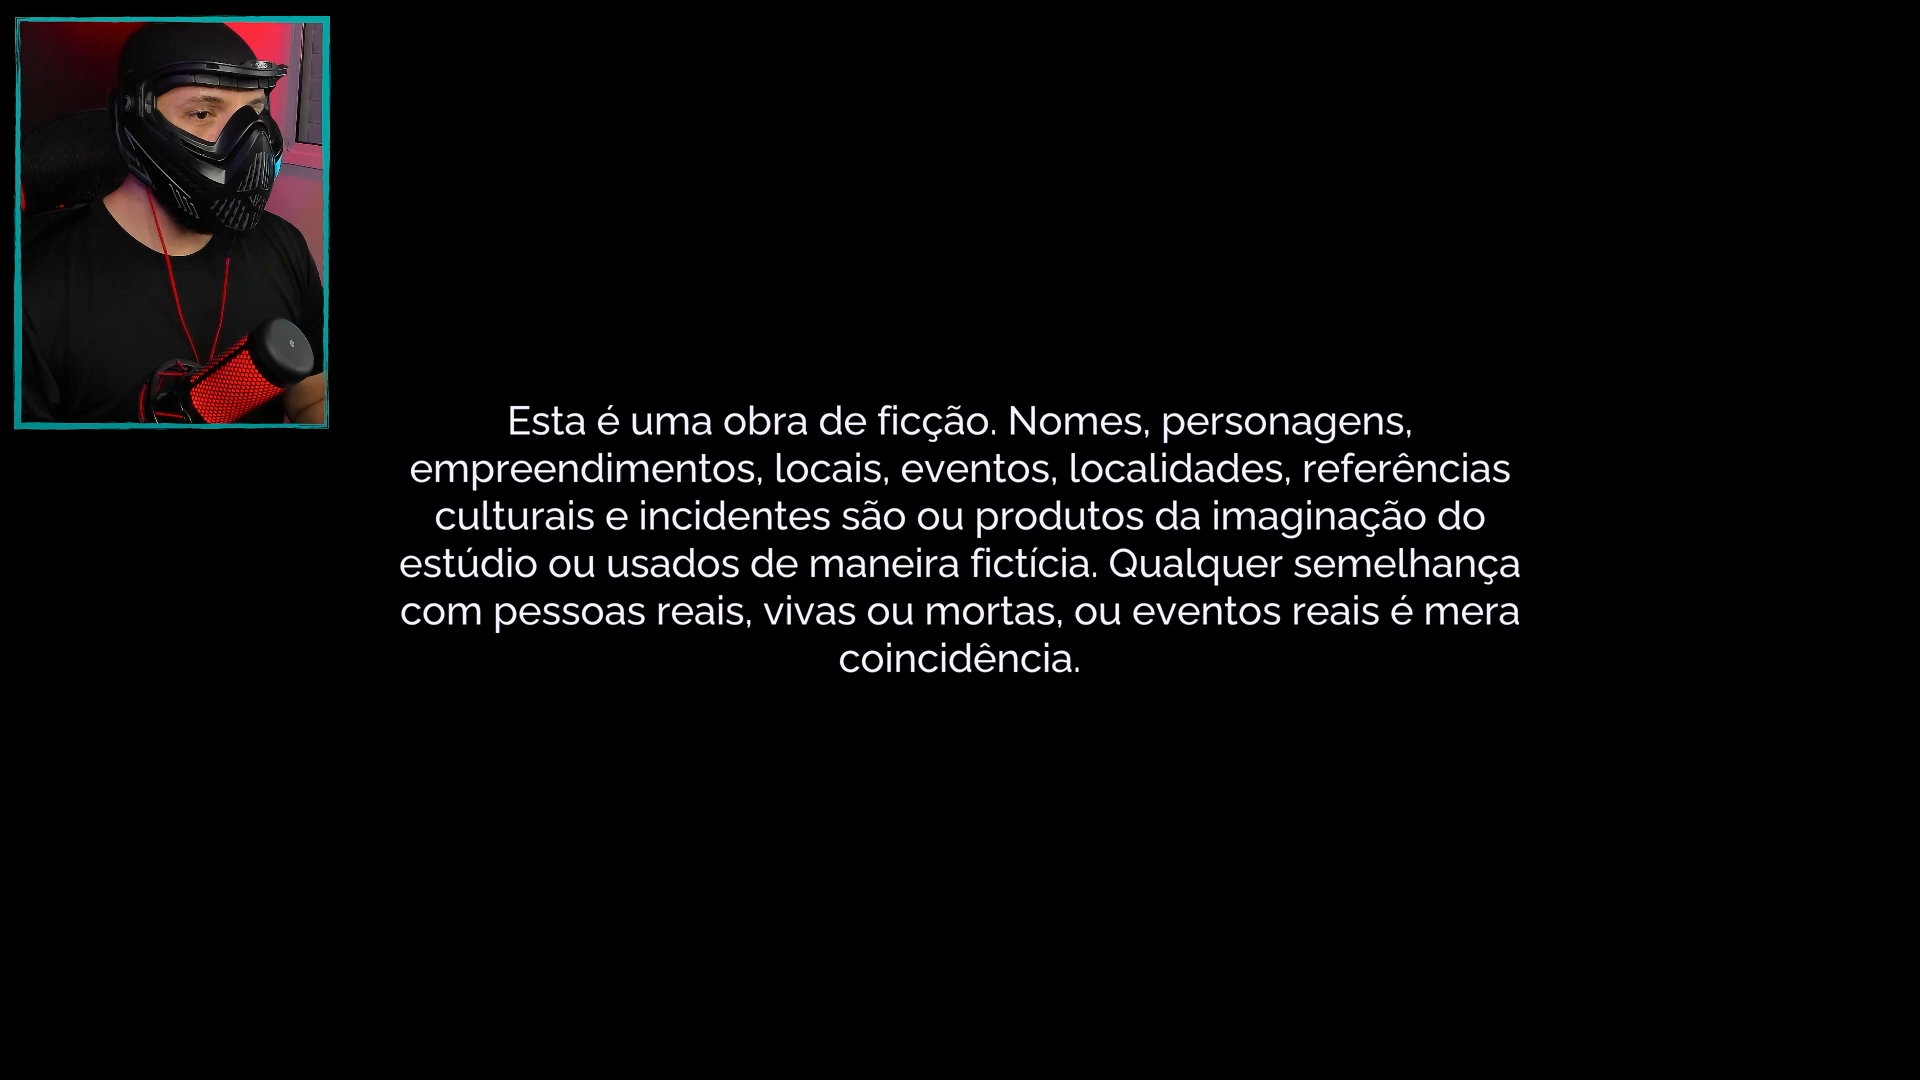 Esta é uma obra de ficção. Nomes, personagens,
empreendimentos, locais, eventos, localidades, referências
culturais e incidentes são ou produtos da imaginação do
estúdio ou usados de maneira fictícia. Qualquer semelhança
com pessoas reais, vivas ou mortas, ou eventos reais é mera
coincidência.